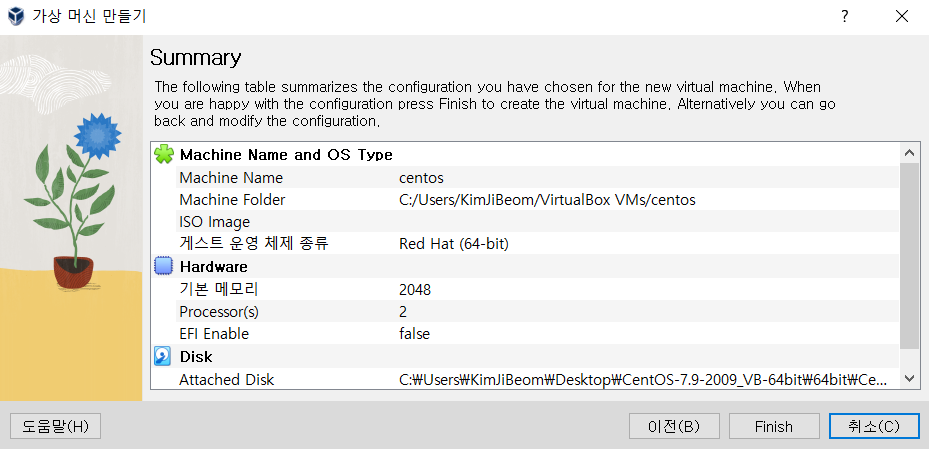 가상 머신 만들기
?
Summary
The following table summarizes the configuration you have chosen for the new virtual machine. When
you are happy with the configuration press Finish to create the virtual machine. Alternatively you can go
back and modify the configuration.
Machine Name and OS Type
Machine Name centos
Machine Folder C:/Users/KimJiBeom/VirtualBox VMs/centos
ISO Image
게스트 운영 체제 종류 Red Hat (64-bit)
Hardware
기본 메모리 2048
Processor(s) 2
EFI Enable false
Disk
Attached Disk C:₩Users₩KimJiBeom₩Desktop₩CentOS-7.9-2009_VB-64bit₩64bit₩Ce...
도움말(H) 이전(B) Finish 취소(C)